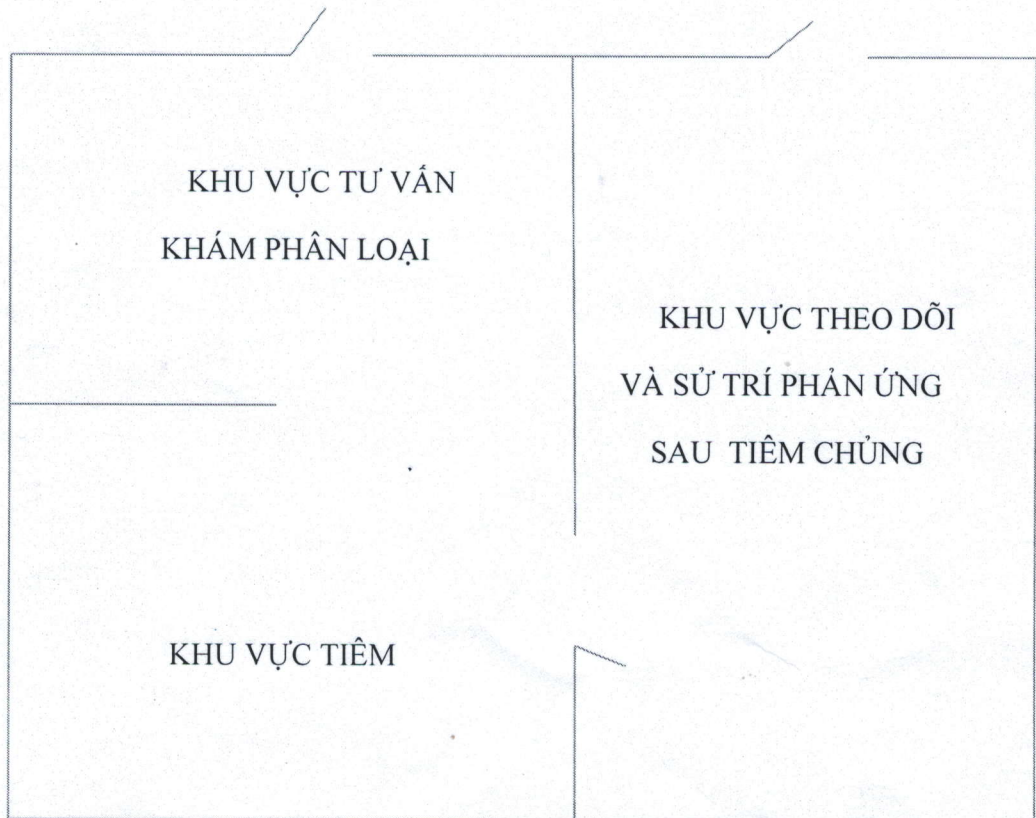 KHU VỰC TƯ VẤN
KHÁM PHÂN LOẠI
KHU VỰC THEO DÕI
VÀ SỬ TRÍ PHẢN ỨNG
SAU TIÊM CHỦNG
KHU VỰC TIÊM